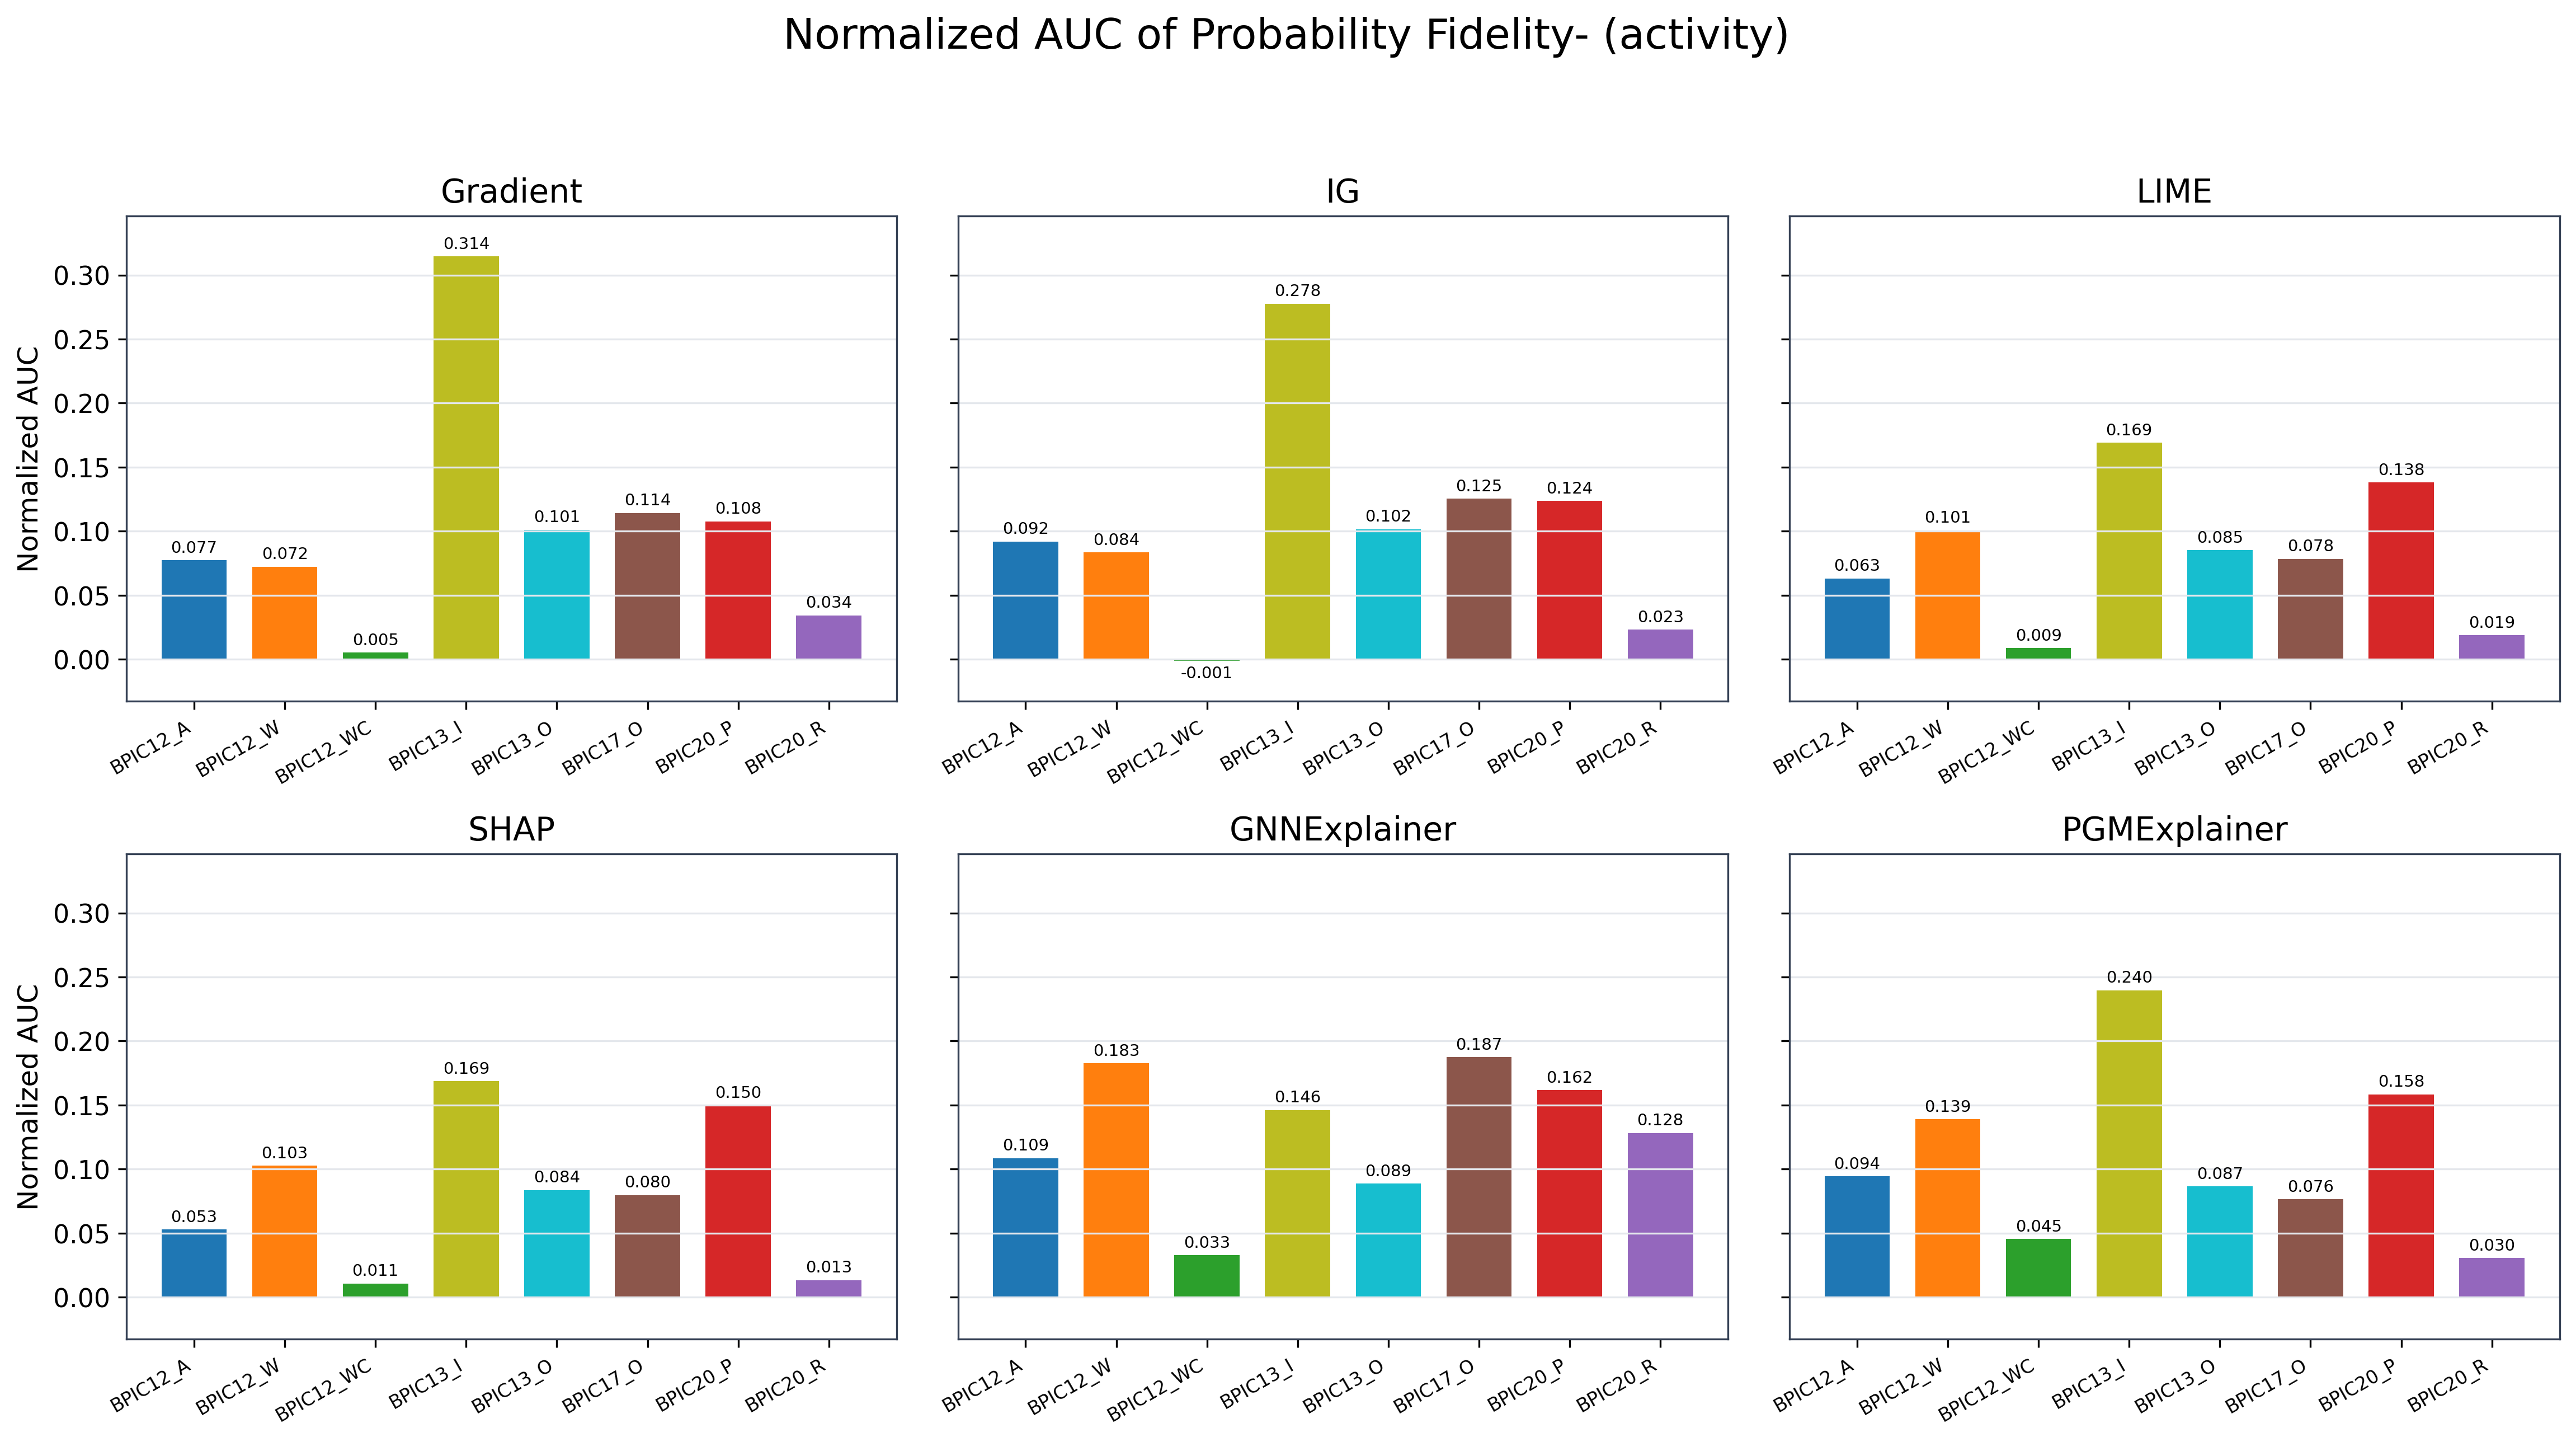 Normalized AUC of Probability Fidelity- (activity)
Gradient
Normalized AUC
0.30
0.25
0.20
0.15
0.10
0.05
0.00
0.077
0.072
0.005
0.314
0.101
0.114
0.108
0.034
BPIC12_A
BPIC12_W
BPIC12_WC
BPIC13_I
BPIC13_O
BPIC17_O
BPIC20_P
BPIC20_R
IG
0.092
0.084
-0.001
0.278
0.102
0.125
0.124
0.023
BPIC12_A
BPIC12_W
BPIC12_WC
BPIC13_I
BPIC13_O
BPIC17_O
BPIC20_P
BPIC20_R
LIME
0.063
0.101
0.009
0.169
0.085
0.078
0.138
0.019
BPIC12_A
BPIC12_W
BPIC12_WC
BPIC13_I
BPIC13_O
BPIC17_O
BPIC20_P
BPIC20_R
SHAP
Normalized AUC
0.30
0.25
0.20
0.15
0.10
0.05
0.00
0.053
0.103
0.011
0.169
0.084
0.080
0.150
0.013
BPIC12_A
BPIC12_W
BPIC12_WC
BPIC13_I
BPIC13_O
BPIC17_O
BPIC20_P
BPIC20_R
GNNExplainer
0.109
0.183
0.033
0.146
0.089
0.187
0.162
0.128
BPIC12_A
BPIC12_W
BPIC12_WC
BPIC13_I
BPIC13_O
BPIC17_O
BPIC20_P
BPIC20_R
PGMExplainer
0.094
0.139
0.045
0.240
0.087
0.076
0.158
0.030
BPIC12_A
BPIC12_W
BPIC12_WC
BPIC13_I
BPIC13_O
BPIC17_O
BPIC20_P
BPIC20_R